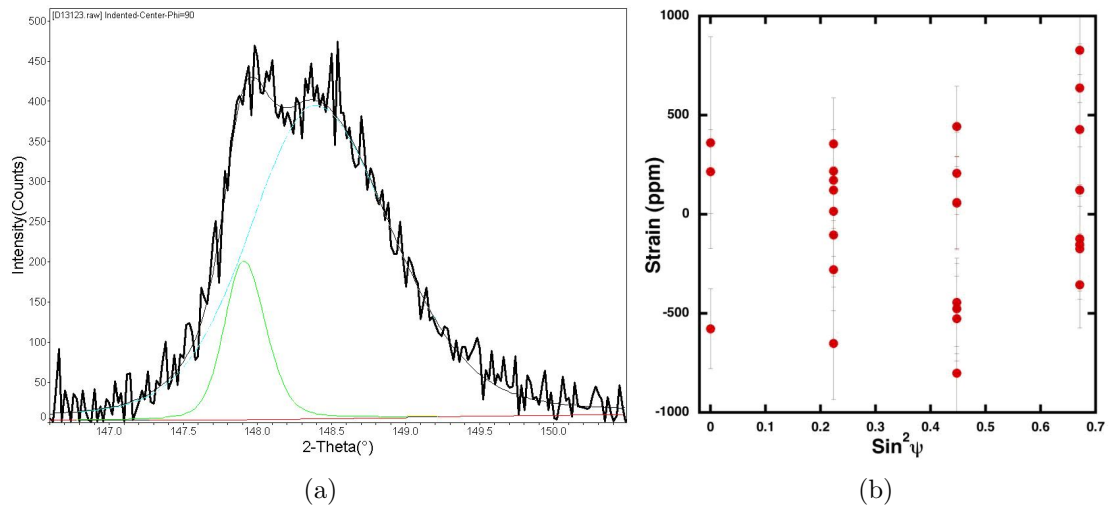 [D13123.raw] Indented-Center-Phi=90
Intensity(Counts)
500
450
400
350
300
250
200
150
100
50
0
147.0 147.5 148.0 148.5 149.0 149.5 150.0
2-Theta(°)
(a)
Strain (ppm)
1000
500
0
-500
-1000
0 0.1 0.2 0.3 0.4 0.5 0.6 0.7
Sin²ψ
(b)